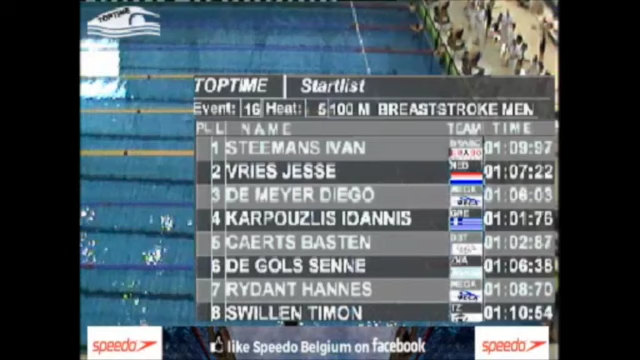 TOPTIME
TOPTIME Startlist
Event: 16 Heat: 5 100 M BREASTSTROKE MEN
PL L NAME TEAM TIME
1 STEEMANS IVAN 01:09:97
2 VRIES JESSE NED 01:07:22
3 DE MEYER DIEGO MEGA 01:06:03
4 KARPOUZLIS IOANNIS GRE 01:01:76
5 CAERTS BASTEN 01:02:87
6 DE GOLS SENNE 01:06:35
7 RYDANT HANNES MEGA 01:08:70
8 SWILLEN TIMON 01:10:54
speedo like Speedo Belgium on facebook speedo